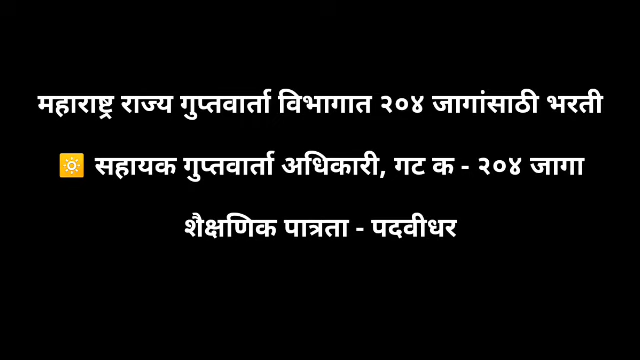 महाराष्ट्र राज्य गुप्तवार्ता विभागात २०४ जागांसाठी भरती
🔅 सहायक गुप्तवार्ता अधिकारी, गट क - २०४ जागा
शैक्षणिक पात्रता - पदवीधर